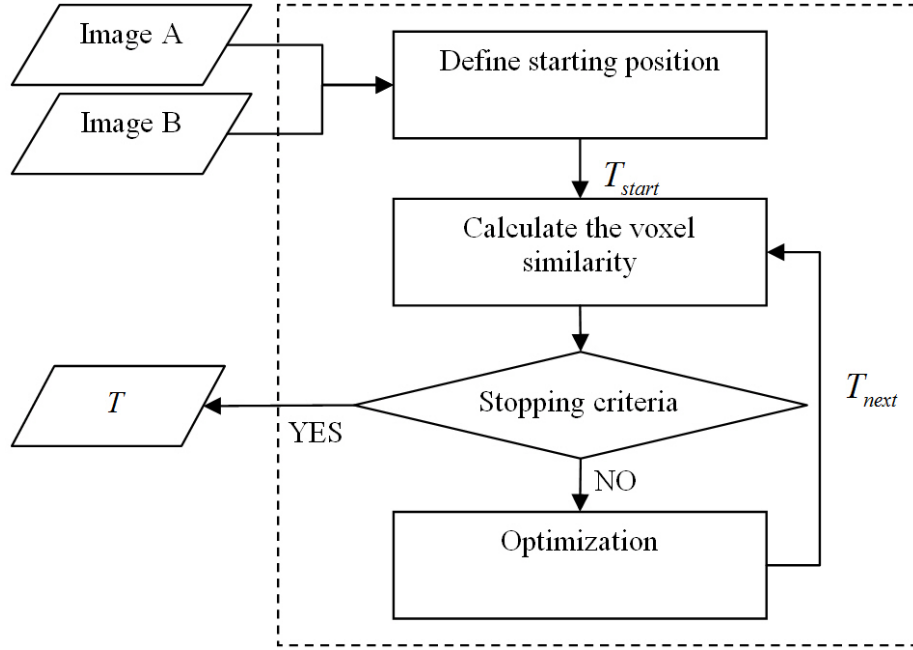 Image A
Define starting position
Image B
T_start
Calculate the voxel
similarity
T
Stopping criteria
T_next
YES
NO
Optimization